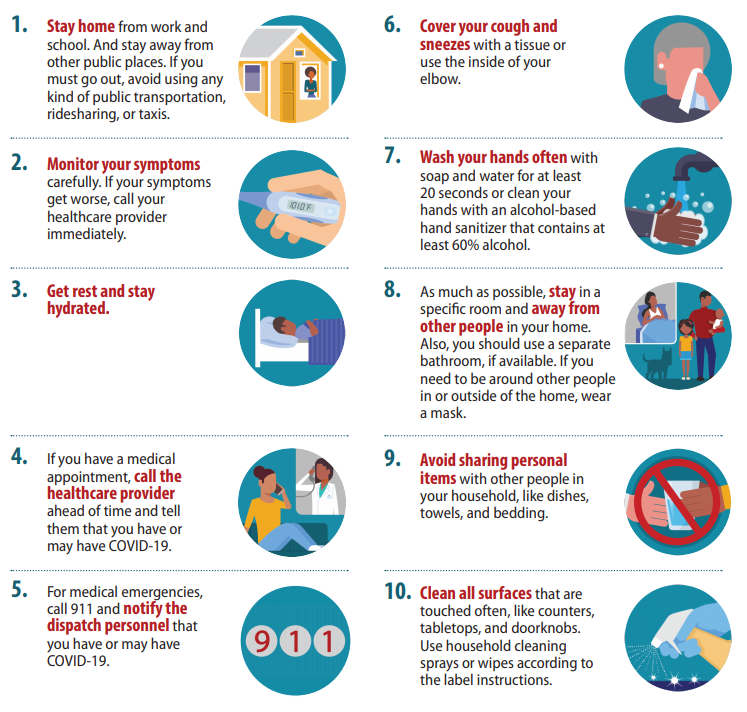 1. Stay home from work and
school. And stay away from
other public places. If you
must go out, avoid using any
kind of public transportation,
ridesharing, or taxis.
2. Monitor your symptoms
carefully. If your symptoms
get worse, call your
healthcare provider
immediately.
101.0°F
3. Get rest and stay
hydrated.
4. If you have a medical
appointment, call the
healthcare provider
ahead of time and tell
them that you have or
may have COVID-19.
5. For medical emergencies,
call 911 and notify the
dispatch personnel that
you have or may have
COVID-19.
9 1 1
6. Cover your cough and
sneezes with a tissue or
use the inside of your
elbow.
7. Wash your hands often with
soap and water for at least
20 seconds or clean your
hands with an alcohol-based
hand sanitizer that contains at
least 60% alcohol.
8. As much as possible, stay in a
specific room and away from
other people in your home.
Also, you should use a separate
bathroom, if available. If you
need to be around other people
in or outside of the home, wear
a mask.
9. Avoid sharing personal
items with other people in
your household, like dishes,
towels, and bedding.
10. Clean all surfaces that are
touched often, like counters,
tabletops, and doorknobs.
Use household cleaning
sprays or wipes according to
the label instructions.